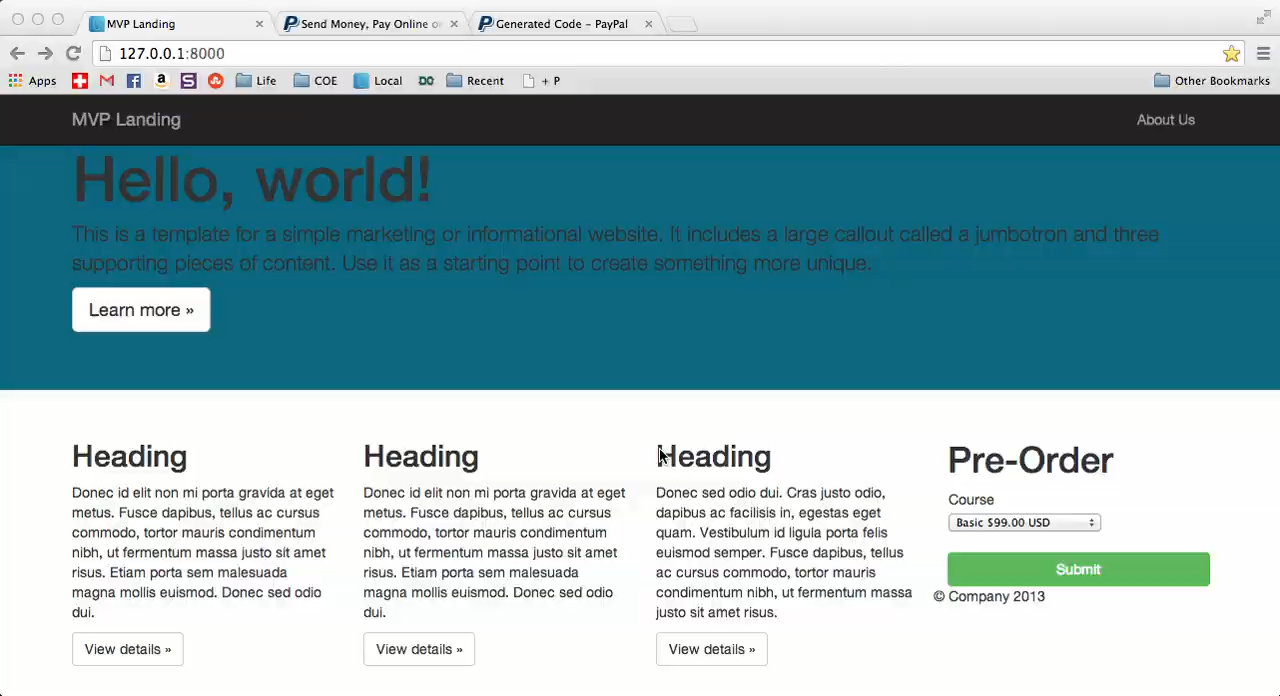 MVP Landing
Send Money, Pay Online o
Generated Code - PayPal
127.0.0.1:8000
Apps
Life
COE
Local
DO
Recent
+ P
Other Bookmarks
MVP Landing
About Us
Hello, world!
This is a template for a simple marketing or informational website. It includes a large callout called a jumbotron and three
supporting pieces of content. Use it as a starting point to create something more unique.
Learn more »
Heading
Donec id elit non mi porta gravida at eget
metus. Fusce dapibus, tellus ac cursus
commodo, tortor mauris condimentum
nibh, ut fermentum massa justo sit amet
risus. Etiam porta sem malesuada
magna mollis euismod. Donec sed odio
dui.
View details »
Heading
Donec id elit non mi porta gravida at eget
metus. Fusce dapibus, tellus ac cursus
commodo, tortor mauris condimentum
nibh, ut fermentum massa justo sit amet
risus. Etiam porta sem malesuada
magna mollis euismod. Donec sed odio
dui.
View details »
Heading
Donec sed odio dui. Cras justo odio,
dapibus ac facilisis in, egestas eget
quam. Vestibulum id ligula porta felis
euismod semper. Fusce dapibus, tellus
ac cursus commodo, tortor mauris
condimentum nibh, ut fermentum massa
justo sit amet risus.
View details »
Pre-Order
Course
Basic $99.00 USD
Submit
© Company 2013